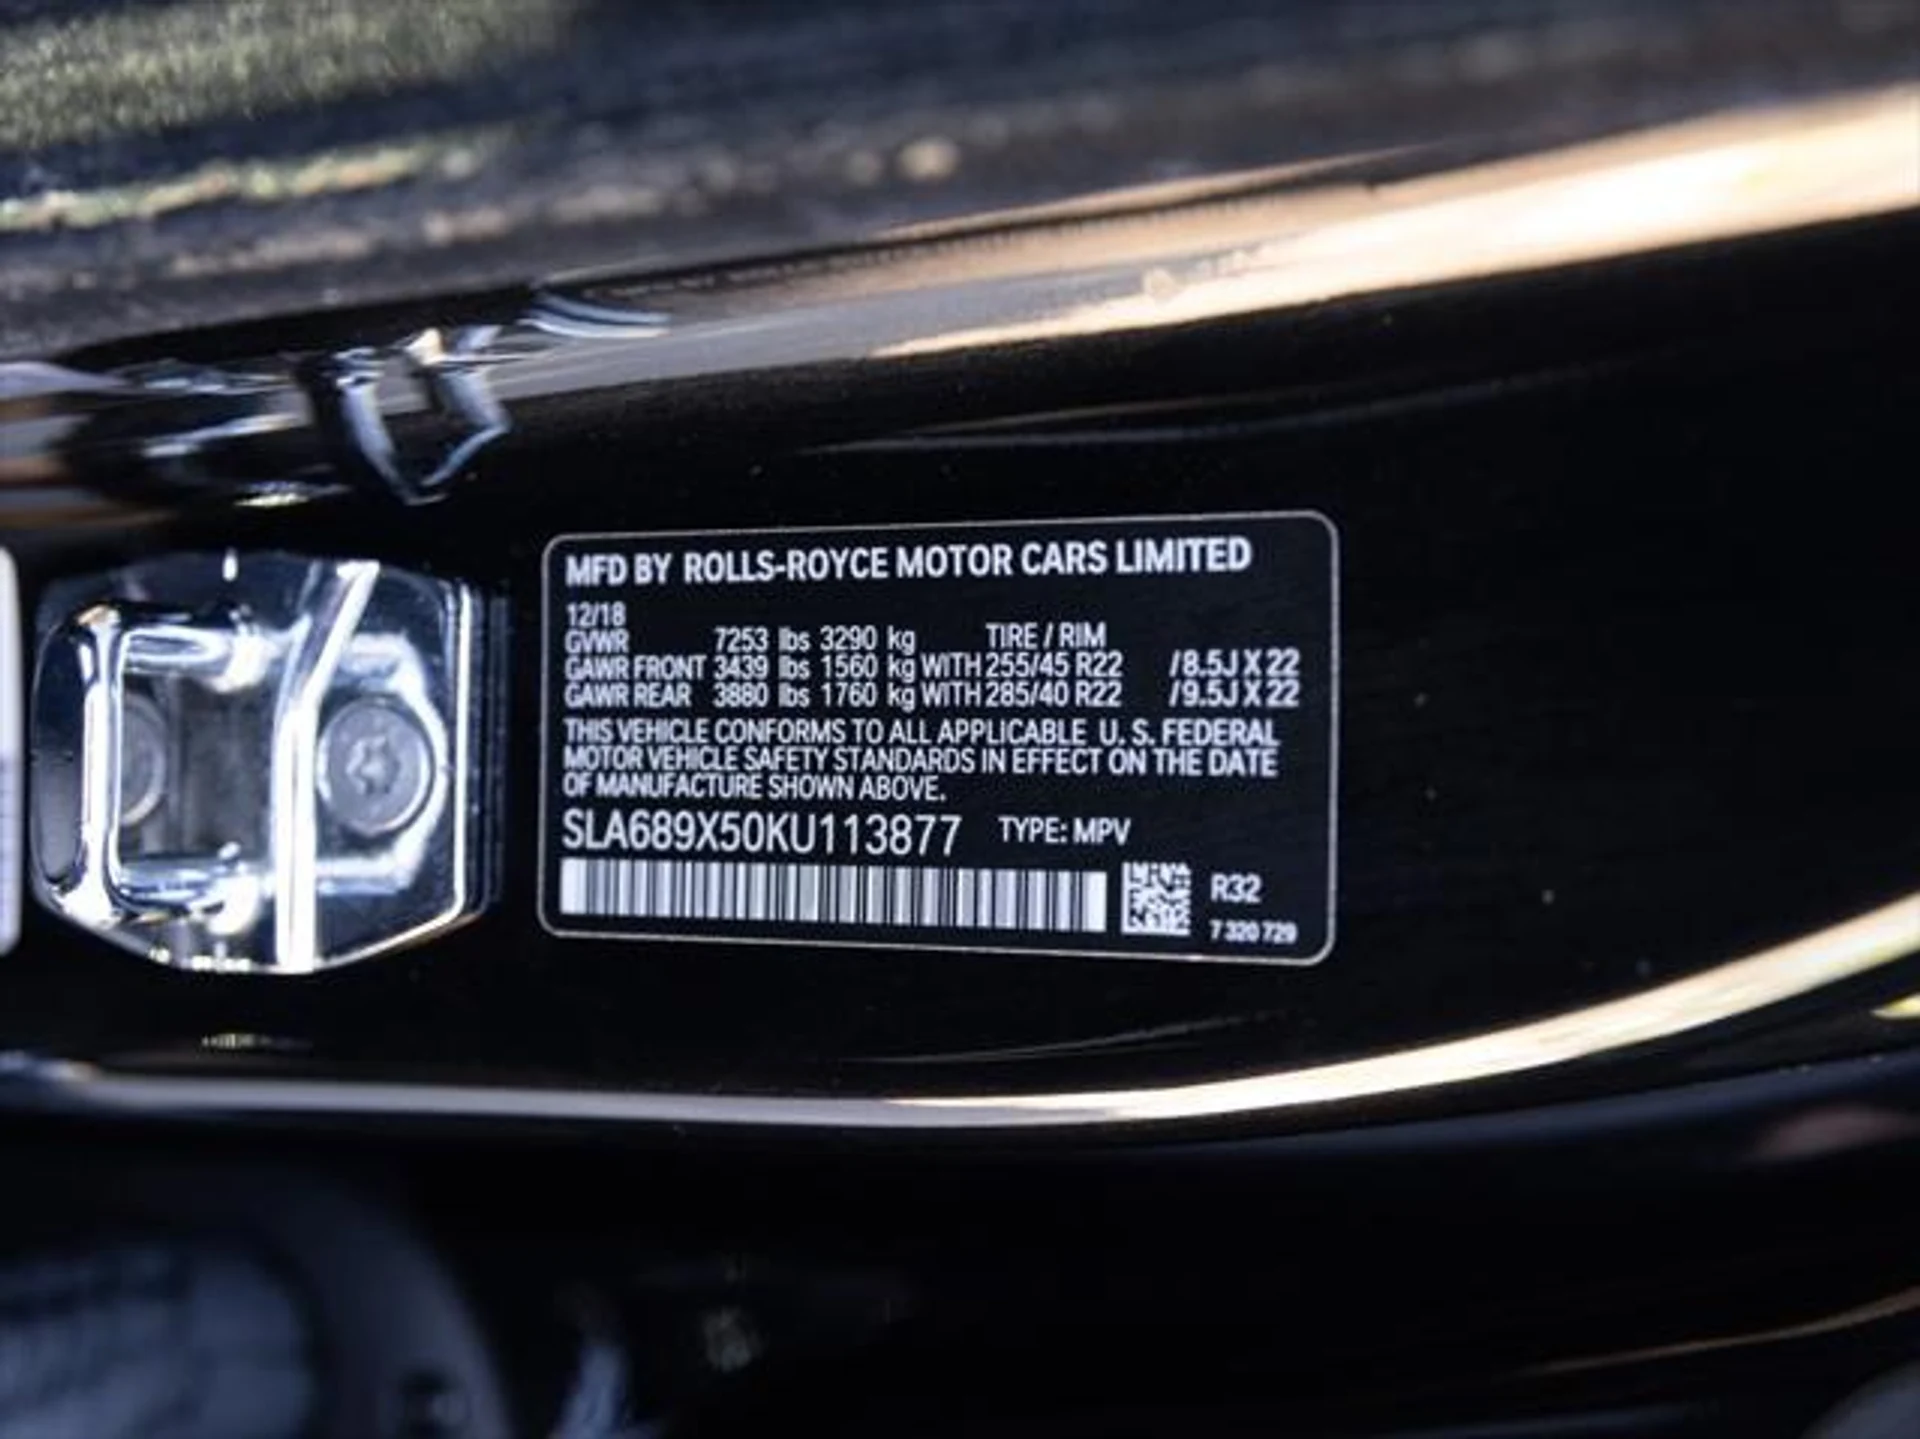 MFD BY ROLLS-ROYCE MOTOR CARS LIMITED
12/18
GVWR 7253 lbs 3290 kg TIRE / RIM
GAWR FRONT 3439 lbs 1560 kg WITH 255/45 R22 /8.5J X 22
GAWR REAR 3880 lbs 1760 kg WITH 285/40 R22 /9.5J X 22
THIS VEHICLE CONFORMS TO ALL APPLICABLE U. S. FEDERAL
MOTOR VEHICLE SAFETY STANDARDS IN EFFECT ON THE DATE
OF MANUFACTURE SHOWN ABOVE.
SLA689X50KU113877 TYPE: MPV
R32
7 320 729